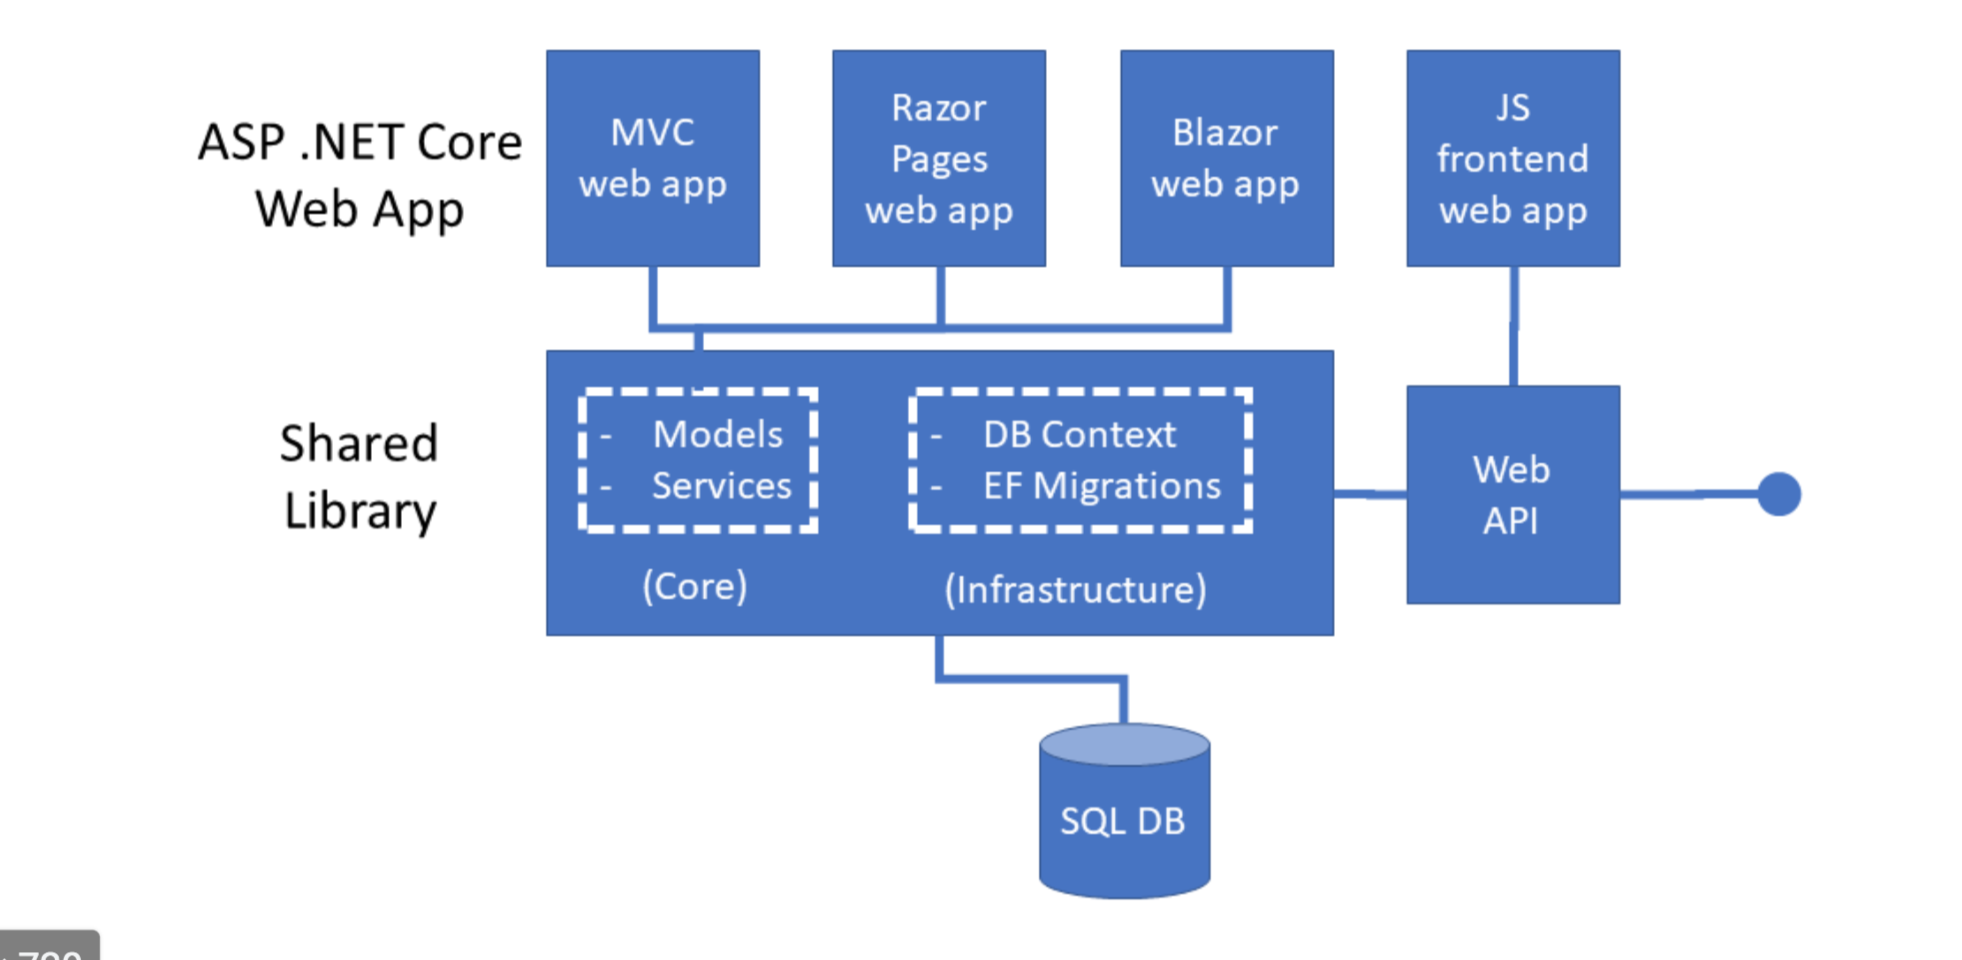 ASP .NET Core
Web App
MVC
web app
Razor
Pages
web app
Blazor
web app
JS
frontend
web app
Shared
Library
- Models
- Services
(Core)
- DB Context
- EF Migrations
(Infrastructure)
Web
API
SQL DB